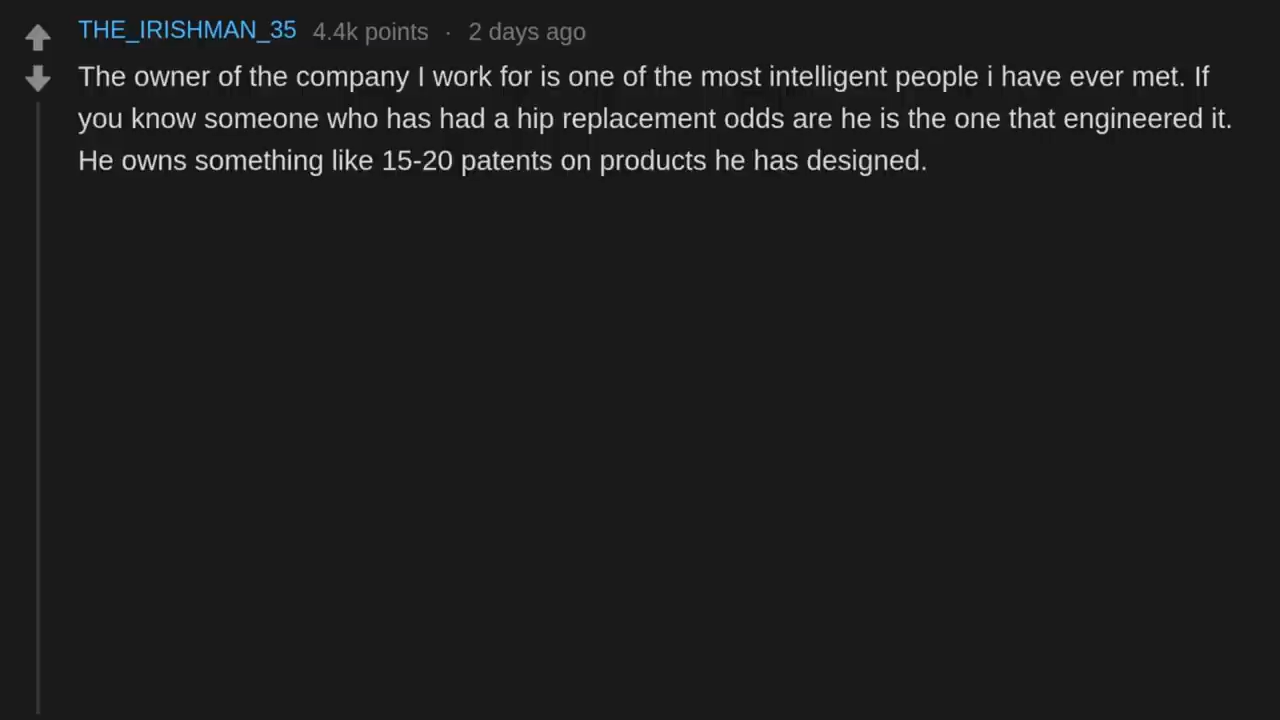 THE_IRISHMAN_35 4.4k points · 2 days ago
The owner of the company I work for is one of the most intelligent people i have ever met. If
you know someone who has had a hip replacement odds are he is the one that engineered it.
He owns something like 15-20 patents on products he has designed.